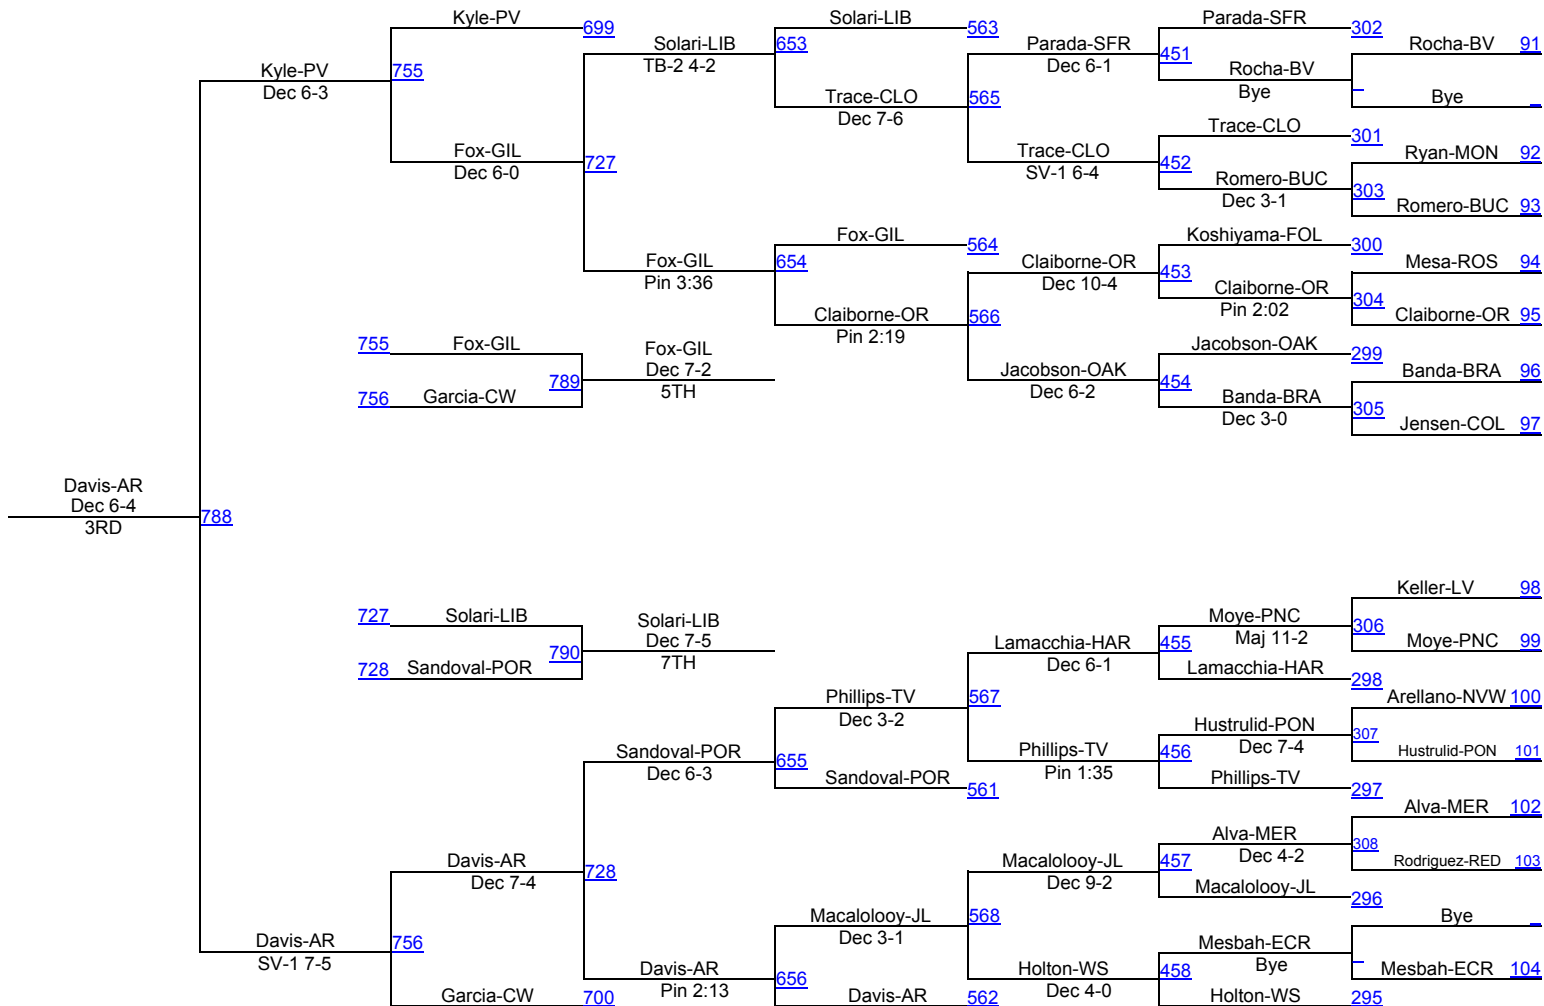 Kyle-PV 699 Solari-LIB 563 Parada-SFR 302
Solari-LIB 653 Parada-SFR 451 Rocha-BV 91
TB-2 4-2 Dec 6-1
Kyle-PV 755 Rocha-BV
Dec 6-3 Bye
Trace-CLO 565 Bye
Dec 7-6
Trace-CLO 301
Fox-GIL 727 Trace-CLO 452 Ryan-MON 92
Dec 6-0 SV-1 6-4
Romero-BUC 303
Dec 3-1
Romero-BUC 93
Fox-GIL 564 Koshiyama-FOL 300
Fox-GIL 654 Claiborne-OR 453 Mesa-ROS 94
Pin 3:36 Dec 10-4
Claiborne-OR 304
Pin 2:02
Claiborne-OR 566 Claiborne-OR 95
Pin 2:19
755 Fox-GIL Fox-GIL Jacobson-OAK 299
Dec 7-2
789 5TH Jacobson-OAK 454 Banda-BRA 96
Dec 6-2
756 Garcia-CW Banda-BRA 305
Dec 3-0
Jensen-COL 97
Davis-AR
Dec 6-4
3RD 788
Keller-LV 98
727 Solari-LIB Solari-LIB Moye-PNC 306
Dec 7-5 Maj 11-2
790 7TH Lamacchia-HAR 455 Moye-PNC 99
Dec 6-1
728 Sandoval-POR Lamacchia-HAR 298
Phillips-TV 567 Arellano-NVW 100
Dec 3-2
Hustrulid-PON 307
Dec 7-4
Sandoval-POR 655 Phillips-TV 456 Hustrulid-PON 101
Dec 6-3 Pin 1:35
Sandoval-POR 561 Phillips-TV 297
Alva-MER 102
Alva-MER 308
Dec 4-2
Davis-AR 728 Macalolooy-JL 457 Rodriguez-RED 103
Dec 7-4 Dec 9-2
Macalolooy-JL 296
Macalolooy-JL 568 Bye
Dec 3-1
Davis-AR 756 Mesbah-ECR
SV-1 7-5 Bye
Davis-AR 656 Holton-WS 458 Mesbah-ECR 104
Pin 2:13 Dec 4-0
Garcia-CW 700 Davis-AR 562 Holton-WS 295